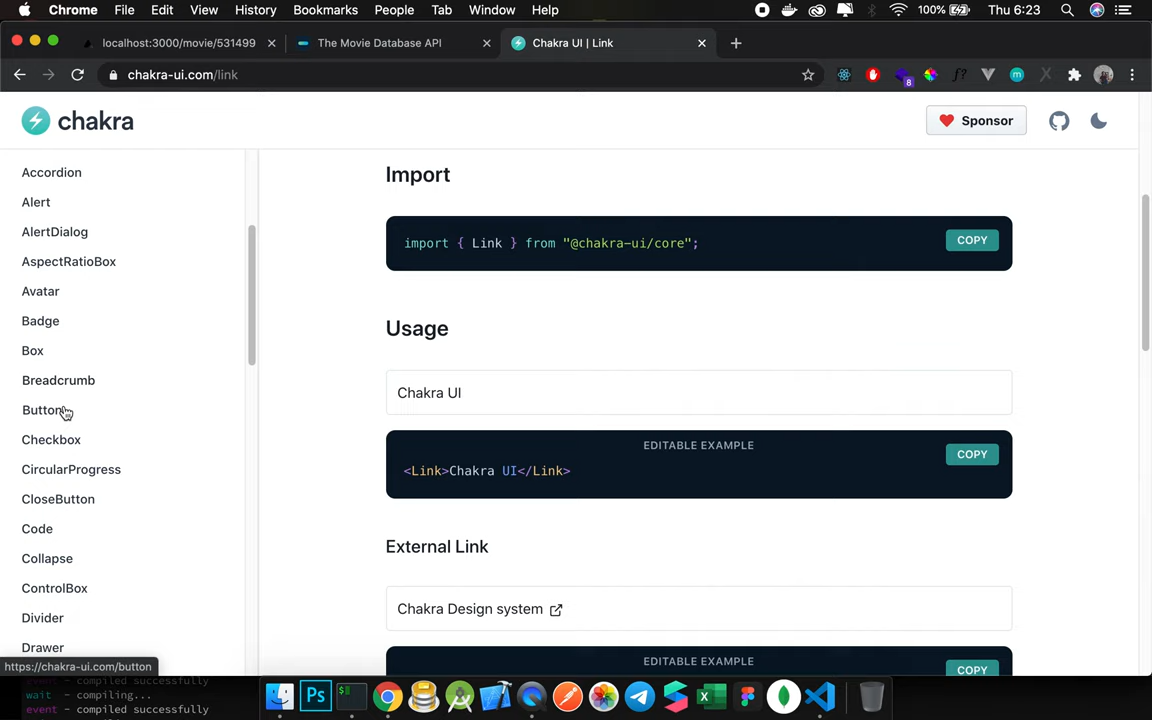 Chrome File Edit View History Bookmarks People Tab Window Help 100% Thu 6:23
localhost:3000/movie/531499 The Movie Database API Chakra UI | Link
chakra-ui.com/link
8
f?
m
chakra
Sponsor
Accordion
Alert
AlertDialog
AspectRatioBox
Avatar
Badge
Box
Breadcrumb
Button
Checkbox
CircularProgress
CloseButton
Code
Collapse
ControlBox
Divider
Drawer
Import
import { Link } from "@chakra-ui/core";
COPY
Usage
Chakra UI
EDITABLE EXAMPLE
COPY
<Link>Chakra UI</Link>
External Link
Chakra Design system
EDITABLE EXAMPLE
COPY
https://chakra-ui.com/button
event - compiled successfully
wait - compiling...
event - compiled successfully
Ps
$